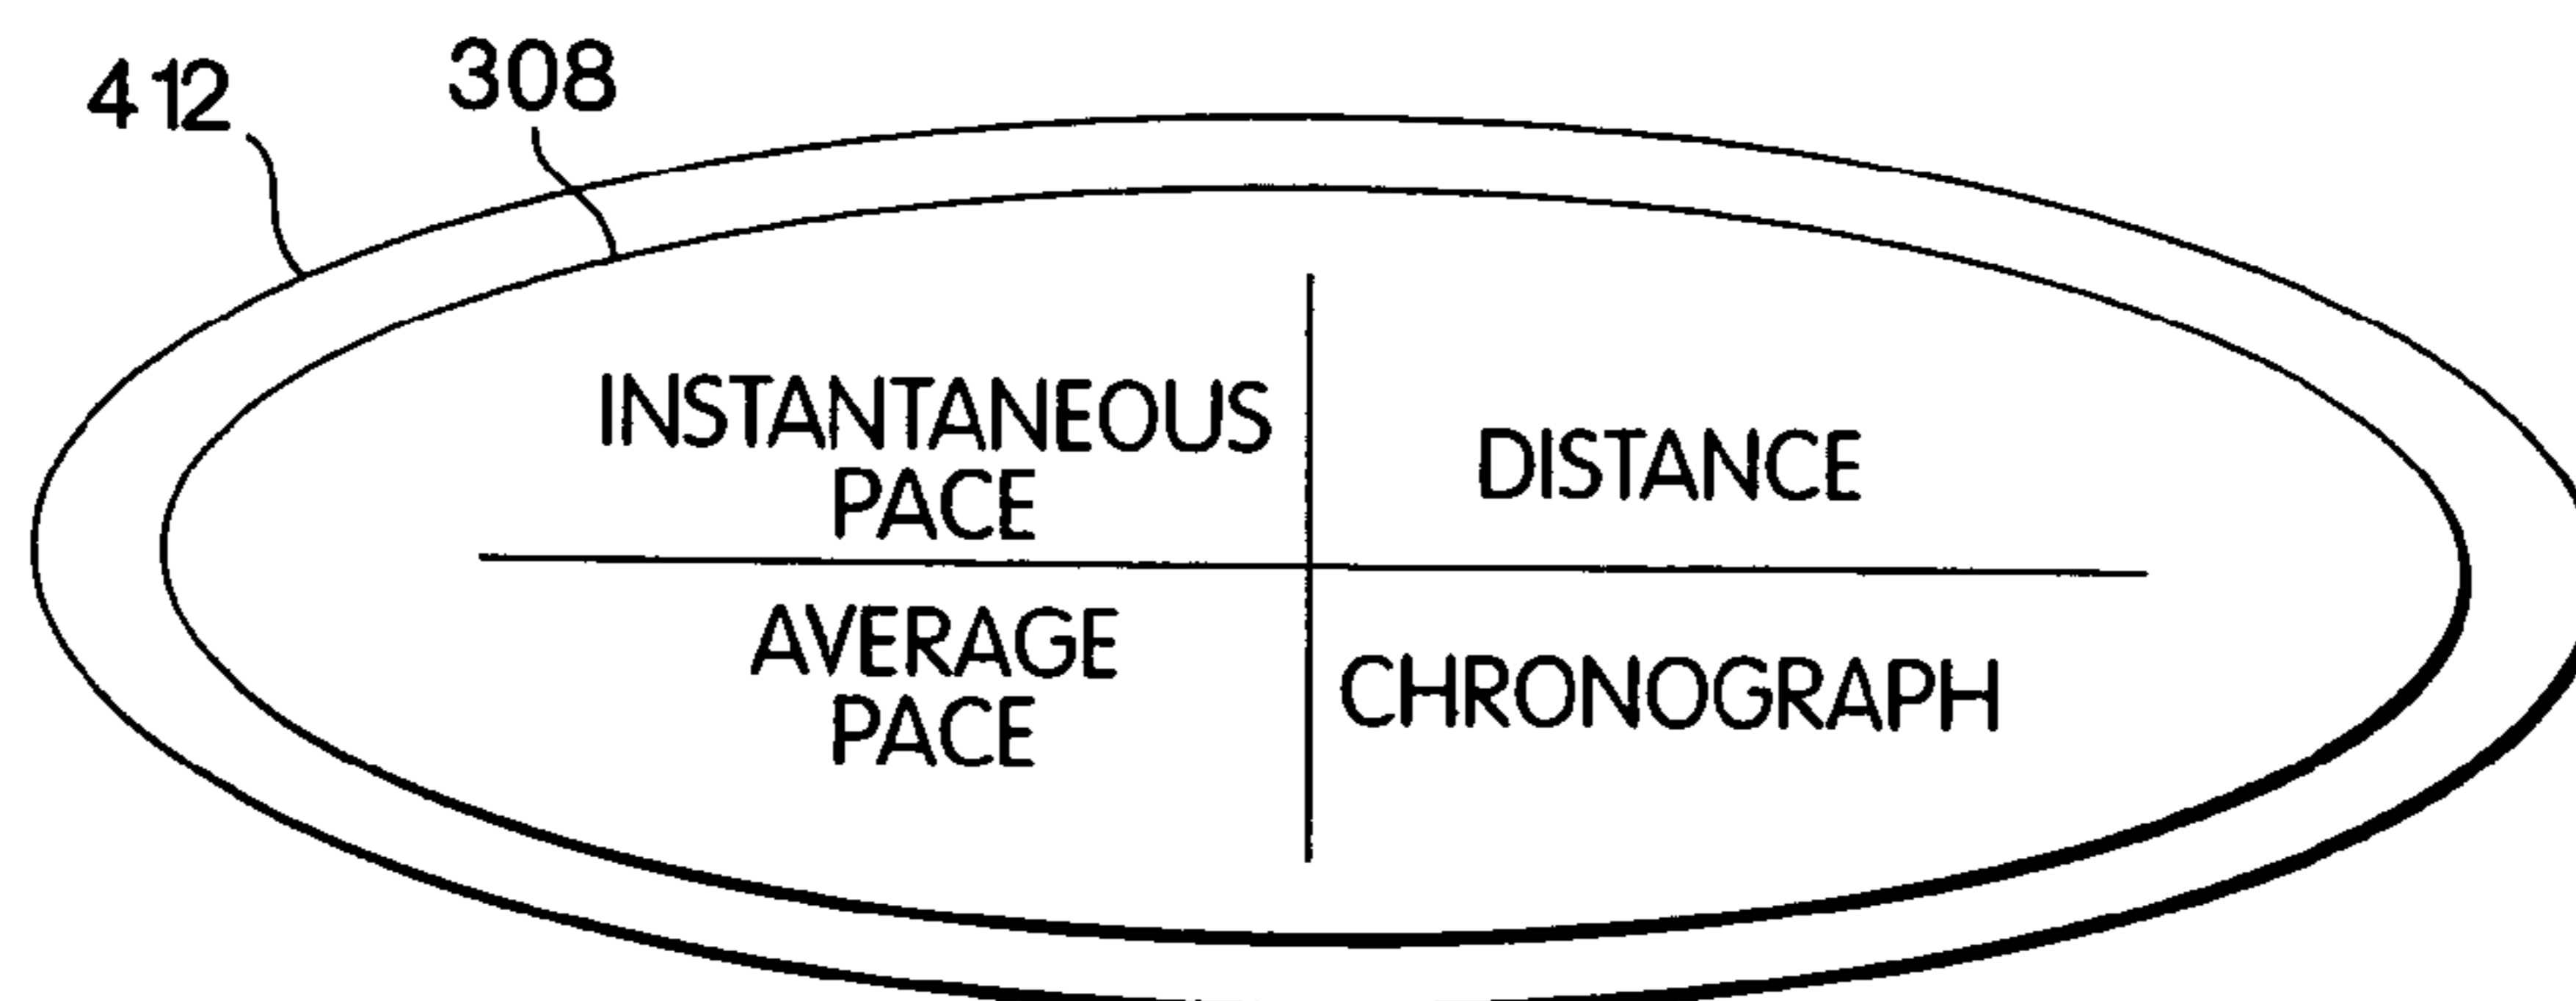 412
308
INSTANTANEOUS
PACE
DISTANCE
AVERAGE
PACE
CHRONOGRAPH